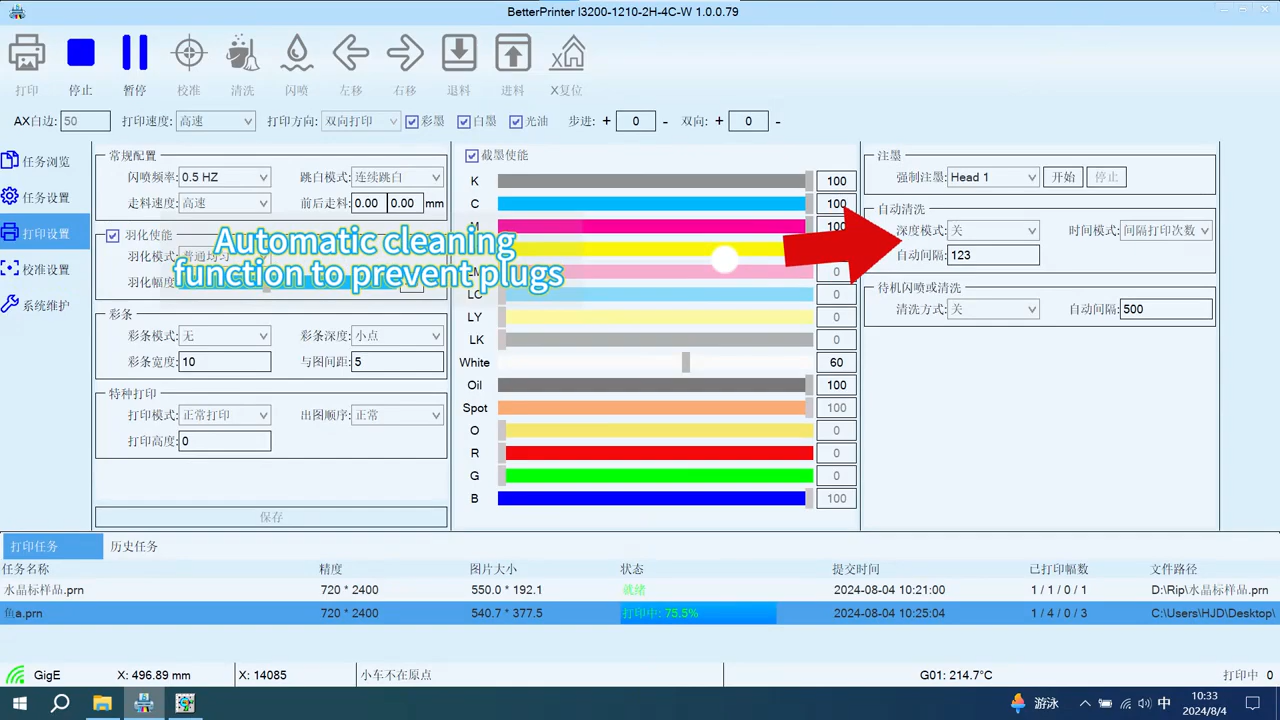 BetterPrinter I3200-1210-2H-4C-W 1.0.0.79
打印 停止 暂停 校准 清洗 闪喷 左移 右移 退料 进料 X复位
AX白边: 50 打印速度: 高速 打印方向: 双向打印 彩墨 白墨 光油 步进: + 0 - 双向: + 0 -
任务浏览
任务设置
打印设置
校准设置
系统维护
常规配置
闪喷频率: 0.5 HZ 跳白模式: 连续跳白
走料速度: 高速 前后走料: 0.00 0.00 mm
羽化使能
羽化模式: 普通均匀
羽化幅度:
Automatic cleaning
function to prevent plugs
彩条
彩条模式: 无 彩条深度: 小点
彩条宽度: 10 与图间距: 5
特种打印
打印模式: 正常打印 出图顺序: 正常
打印高度: 0
保存
截墨使能
K 100
C 100
M 100
0
LC 0
LY 0
LK 0
White 60
Oil 100
Spot 100
O 0
R 0
G 0
B 100
注墨
强制注墨: Head 1 开始 停止
自动清洗
深度模式: 关 时间模式: 间隔打印次数
自动间隔: 123
待机闪喷或清洗
清洗方式: 关 自动间隔: 500
打印任务 历史任务
任务名称 精度 图片大小 状态 提交时间 已打印幅数 文件路径
水晶标样品.prn 720 * 2400 550.0 * 192.1 就绪 2024-08-04 10:21:00 1 / 1 / 0 / 1 D:\Rip\水晶标样品.prn
鱼a.prn 720 * 2400 540.7 * 377.5 打印中: 75.5% 2024-08-04 10:25:04 1 / 4 / 0 / 3 C:\Users\HJD\Desktop\
GigE X: 496.89 mm X: 14085 小车不在原点 G01: 214.7°C 打印中 0
游泳 中 10:33
2024/8/4